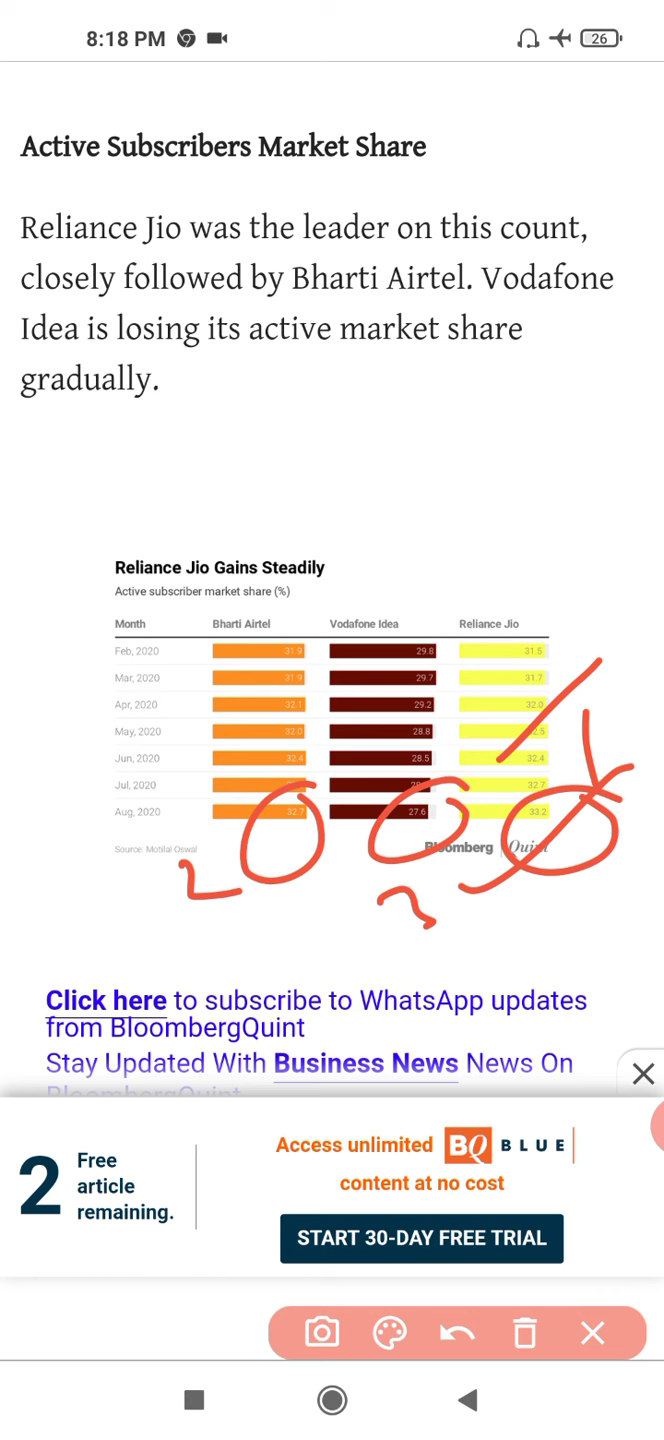 8:18 PM
26
Active Subscribers Market Share
Reliance Jio was the leader on this count,
closely followed by Bharti Airtel. Vodafone
Idea is losing its active market share
gradually.
Reliance Jio Gains Steadily
Active subscriber market share (%)
Month Bharti Airtel Vodafone Idea Reliance Jio
Feb, 2020 31.9 29.8 31.5
Mar, 2020 31.9 29.7 31.7
Apr, 2020 32.1 29.2 32.0
May, 2020 32.0 28.8
Jun, 2020 32.4 28.5 32.4
Jul, 2020 32.7
Aug, 2020 32.7 27.6 33.2
Source: Motilal Oswal
Bloomberg | Quint
2
Click here to subscribe to WhatsApp updates
from BloombergQuint
Stay Updated With Business News News On
BloombergQuint
2 Free
article
remaining.
Access unlimited BQ BLUE
content at no cost
START 30-DAY FREE TRIAL